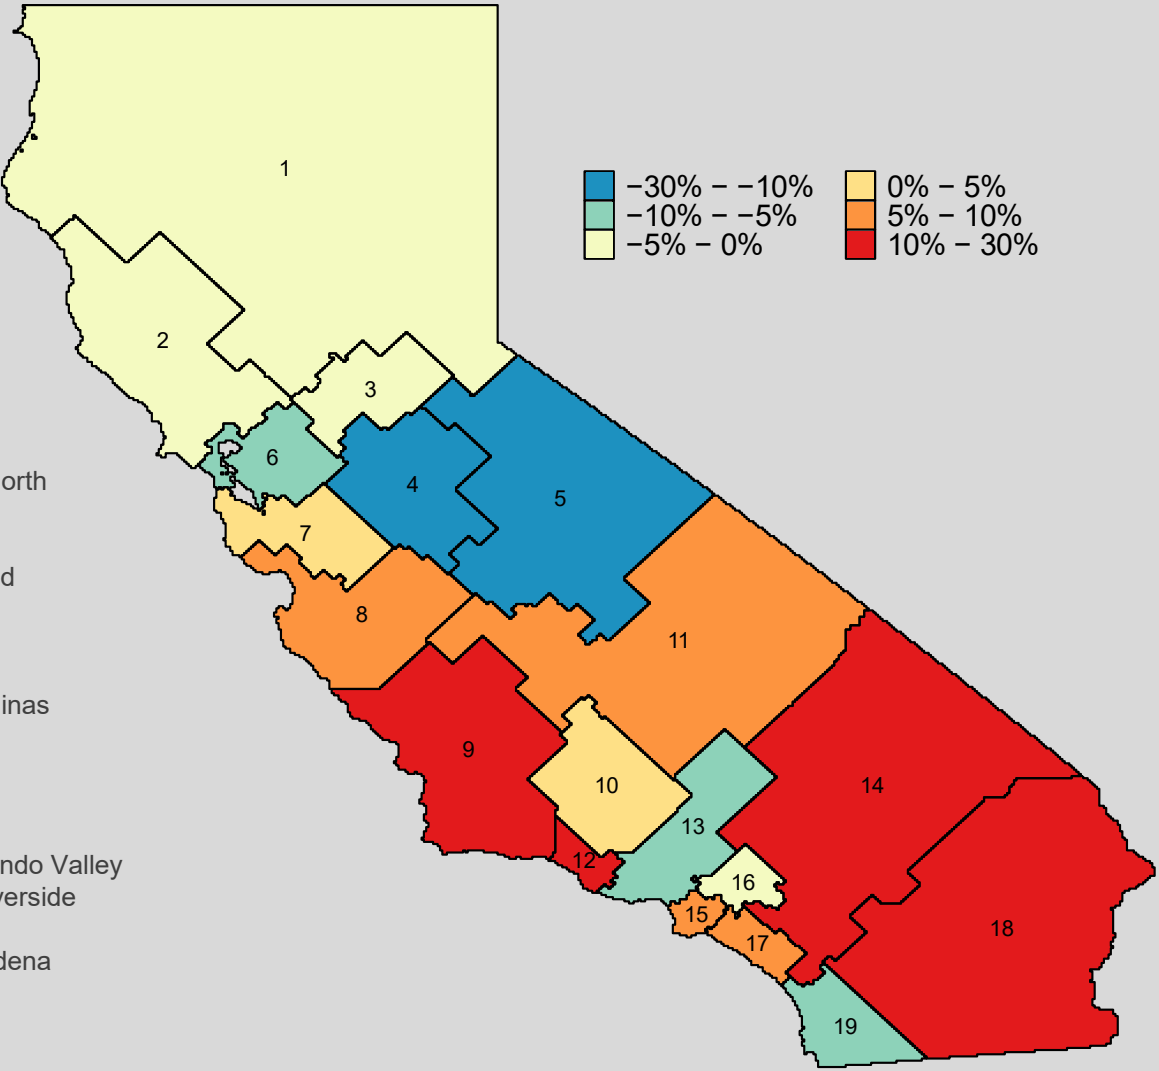 1
−30% − −10%
0% − 5%
−10% − −5%
5% − 10%
−5% − 0%
10% − 30%
2
3
6
4
orth
5
7
d
8
11
inas
9
10
14
13
ndo Valley
12
16
verside
15
18
17
dena
19